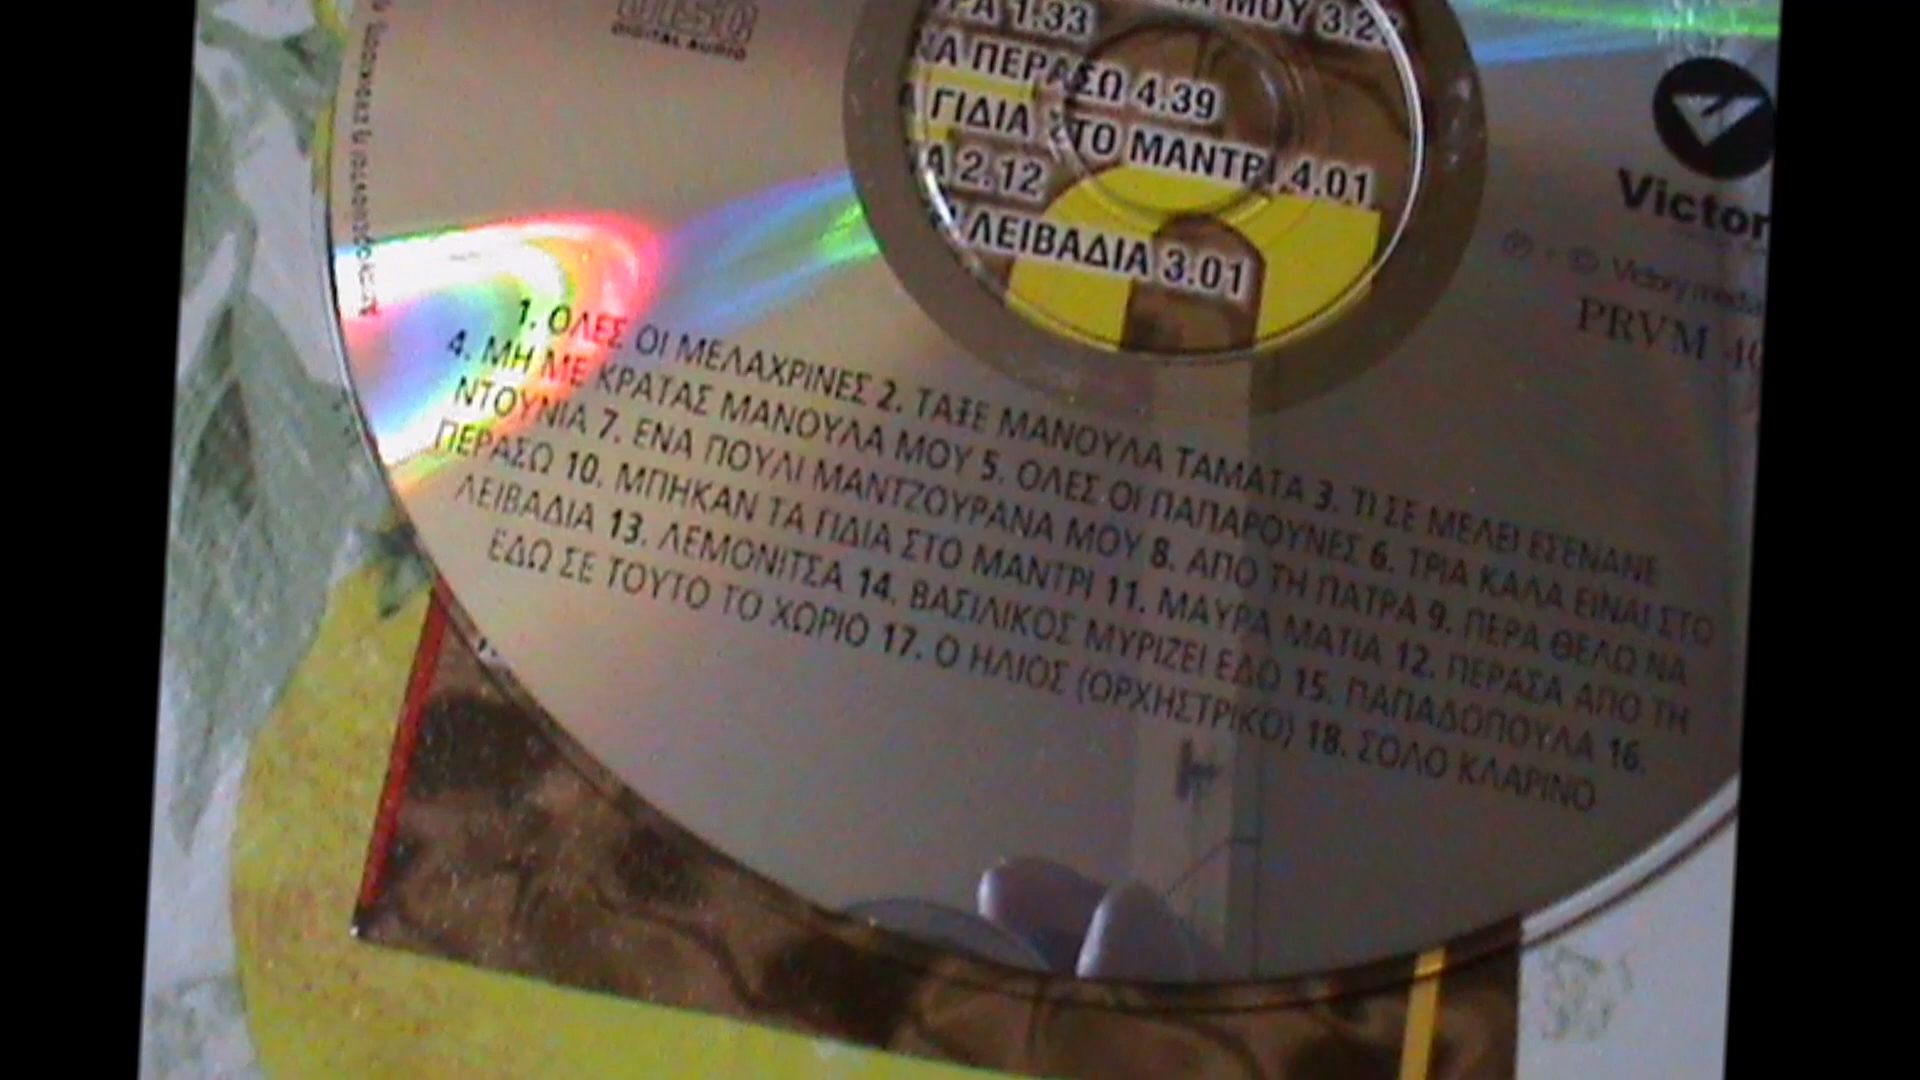 DIGITAL AUDIO
ΜΟΥ 3.2
1.33
ΝΑ ΠΕΡΑΣΩ 4.39
ΓΙΔΙΑ ΣΤΟ ΜΑΝΤΡΙ 4.01
Α 2.12
ΛΕΙΒΑΔΙΑ 3.01
Victor
PRVM
1. ΟΛΕΣ ΟΙ ΜΕΛΑΧΡΙΝΕΣ 2. ΤΑΞΕ ΜΑΝΟΥΛΑ ΤΑΜΑΤΑ 3. ΤΙ ΣΕ ΜΕΛΕΙ ΕΣΕΝΑΝΕ
4. ΜΗ ΜΕ ΚΡΑΤΑΣ ΜΑΝΟΥΛΑ ΜΟΥ 5. ΟΛΕΣ ΟΙ ΠΑΠΑΡΟΥΝΕΣ 6. ΤΡΙΑ ΚΑΛΑ ΕΙΝΑΙ ΣΤΟ
ΝΤΟΥΝΙΑ 7. ΕΝΑ ΠΟΥΛΙ ΜΑΝΤΖΟΥΡΑΝΑ ΜΟΥ 8. ΑΠΟ ΤΗ ΠΑΤΡΑ 9. ΠΕΡΑ ΘΕΛΩ ΝΑ
ΠΕΡΑΣΩ 10. ΜΠΗΚΑΝ ΤΑ ΓΙΔΙΑ ΣΤΟ ΜΑΝΤΡΙ 11. ΜΑΥΡΑ ΜΑΤΙΑ 12. ΠΕΡΑΣΑ ΑΠΟ ΤΗ
ΛΕΙΒΑΔΙΑ 13. ΛΕΜΟΝΙΤΣΑ 14. ΒΑΣΙΛΙΚΟΣ ΜΥΡΙΖΕΙ ΕΔΩ 15. ΠΑΠΑΔΟΠΟΥΛΑ 16.
ΕΔΩ ΣΕ ΤΟΥΤΟ ΤΟ ΧΩΡΙΟ 17. Ο ΗΛΙΟΣ (ΟΡΧΗΣΤΡΙΚΟ) 18. ΣΟΛΟ ΚΛΑΡΙΝΟ